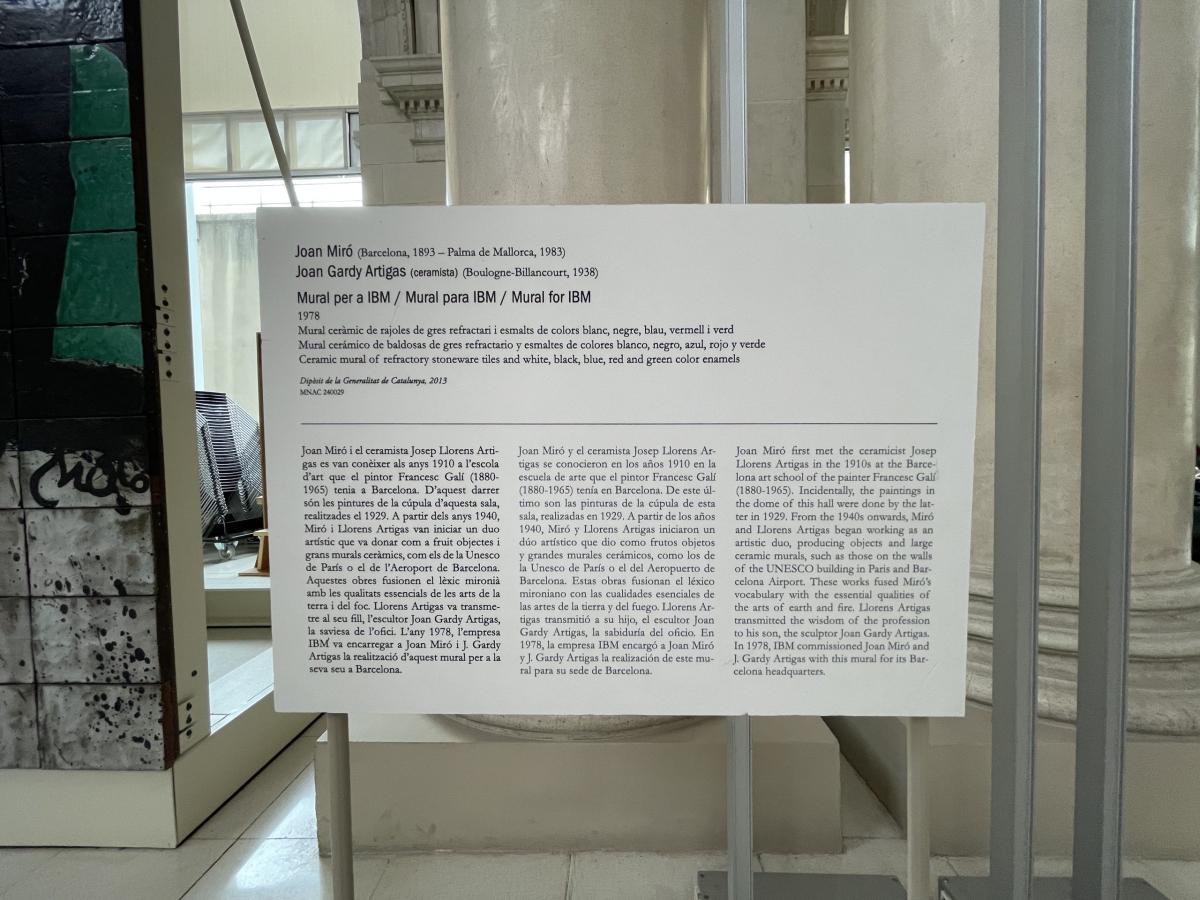 Joan Miró (Barcelona, 1893 – Palma de Mallorca, 1983)
Joan Gardy Artigas (ceramista) (Boulogne-Billancourt, 1938)
Mural per a IBM / Mural para IBM / Mural for IBM
1978
Mural ceràmic de rajoles de gres refractari i esmalts de colors blanc, negre, blau, vermell i verd
Mural cerámico de baldosas de gres refractario y esmaltes de colores blanco, negro, azul, rojo y verde
Ceramic mural of refractory stoneware tiles and white, black, blue, red and green color enamels
Dipòsit de la Generalitat de Catalunya, 2013
MNAC 240029
Joan Miró i el ceramista Josep Llorens Arti-
gas es van conèixer als anys 1910 a l'escola
d'art que el pintor Francesc Galí (1880-
1965) tenia a Barcelona. D'aquest darrer
són les pintures de la cúpula d'aquesta sala,
realitzades el 1929. A partir dels anys 1940,
Miró i Llorens Artigas van iniciar un duo
artístic que va donar com a fruit objectes i
grans murals ceràmics, com els de la Unesco
de París o el de l'Aeroport de Barcelona.
Aquestes obres fusionen el lèxic mironià
amb les qualitats essencials de les arts de la
terra i del foc. Llorens Artigas va transme-
tre al seu fill, l'escultor Joan Gardy Artigas,
la saviesa de l'ofici. L'any 1978, l'empresa
IBM va encarregar a Joan Miró i J. Gardy
Artigas la realització d'aquest mural per a la
seva seu a Barcelona.
Joan Miró y el ceramista Josep Llorens Ar-
tigas se conocieron en los años 1910 en la
escuela de arte que el pintor Francesc Galí
(1880-1965) tenía en Barcelona. De este úl-
timo son las pinturas de la cúpula de esta
sala, realizadas en 1929. A partir de los años
1940, Miró y Llorens Artigas iniciaron un
dúo artístico que dio como frutos objetos
y grandes murales cerámicos, como los de
la Unesco de París o el del Aeropuerto de
Barcelona. Estas obras fusionan el léxico
mironiano con las cualidades esenciales de
las artes de la tierra y del fuego. Llorens Ar-
tigas transmitió a su hijo, el escultor Joan
Gardy Artigas, la sabiduría del oficio. En
1978, la empresa IBM encargó a Joan Miró
y J. Gardy Artigas la realización de este mu-
ral para su sede de Barcelona.
Joan Miró first met the ceramicist Josep
Llorens Artigas in the 1910s at the Barce-
lona art school of the painter Francesc Galí
(1880-1965). Incidentally, the paintings in
the dome of this hall were done by the lat-
ter in 1929. From the 1940s onwards, Miró
and Llorens Artigas began working as an
artistic duo, producing objects and large
ceramic murals, such as those on the walls
of the UNESCO building in Paris and Bar-
celona Airport. These works fused Miró's
vocabulary with the essential qualities of
the arts of earth and fire. Llorens Artigas
transmitted the wisdom of the profession
to his son, the sculptor Joan Gardy Artigas.
In 1978, IBM commissioned Joan Miró and
J. Gardy Artigas with this mural for its Bar-
celona headquarters.
Miró